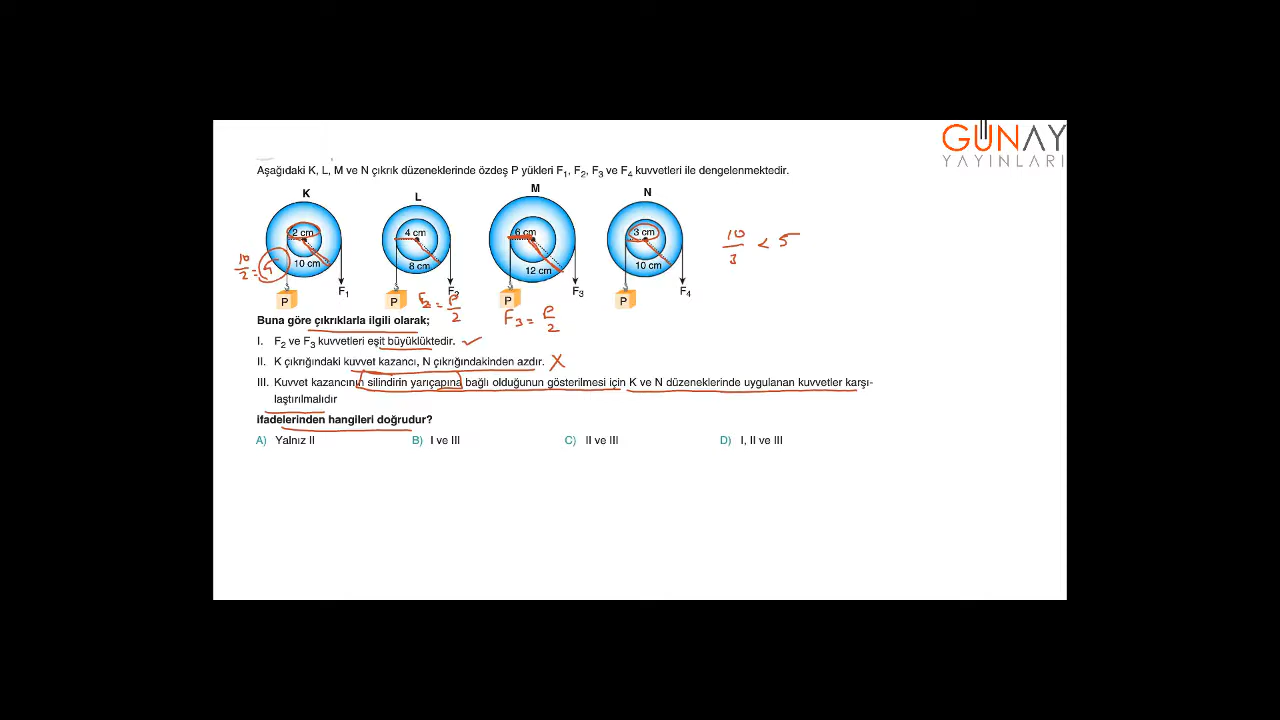 GÜNAY
YAYINLARI
Aşağıdaki K, L, M ve N çıkrık düzeneklerinde özdeş P yükleri F₁, F₂, F₃ ve F₄ kuvvetleri ile dengelenmektedir.
K L M N
2 cm 4 cm 6 cm 3 cm
10/3 < 5
10/2 = 5
10 cm 8 cm 12 cm 10 cm
P F₁ P F₂ P F₃ P F₄
F₂ = P/2 F₃ = P/2
Buna göre çıkrıklarla ilgili olarak;
I. F₂ ve F₃ kuvvetleri eşit büyüklüktedir. ✓
II. K çıkrığındaki kuvvet kazancı, N çıkrığındakinden azdır. X
III. Kuvvet kazancının silindirin yarıçapına bağlı olduğunun gösterilmesi için K ve N düzeneklerinde uygulanan kuvvetler karşı-
laştırılmalıdır
ifadelerinden hangileri doğrudur?
A) Yalnız II B) I ve III C) II ve III D) I, II ve III